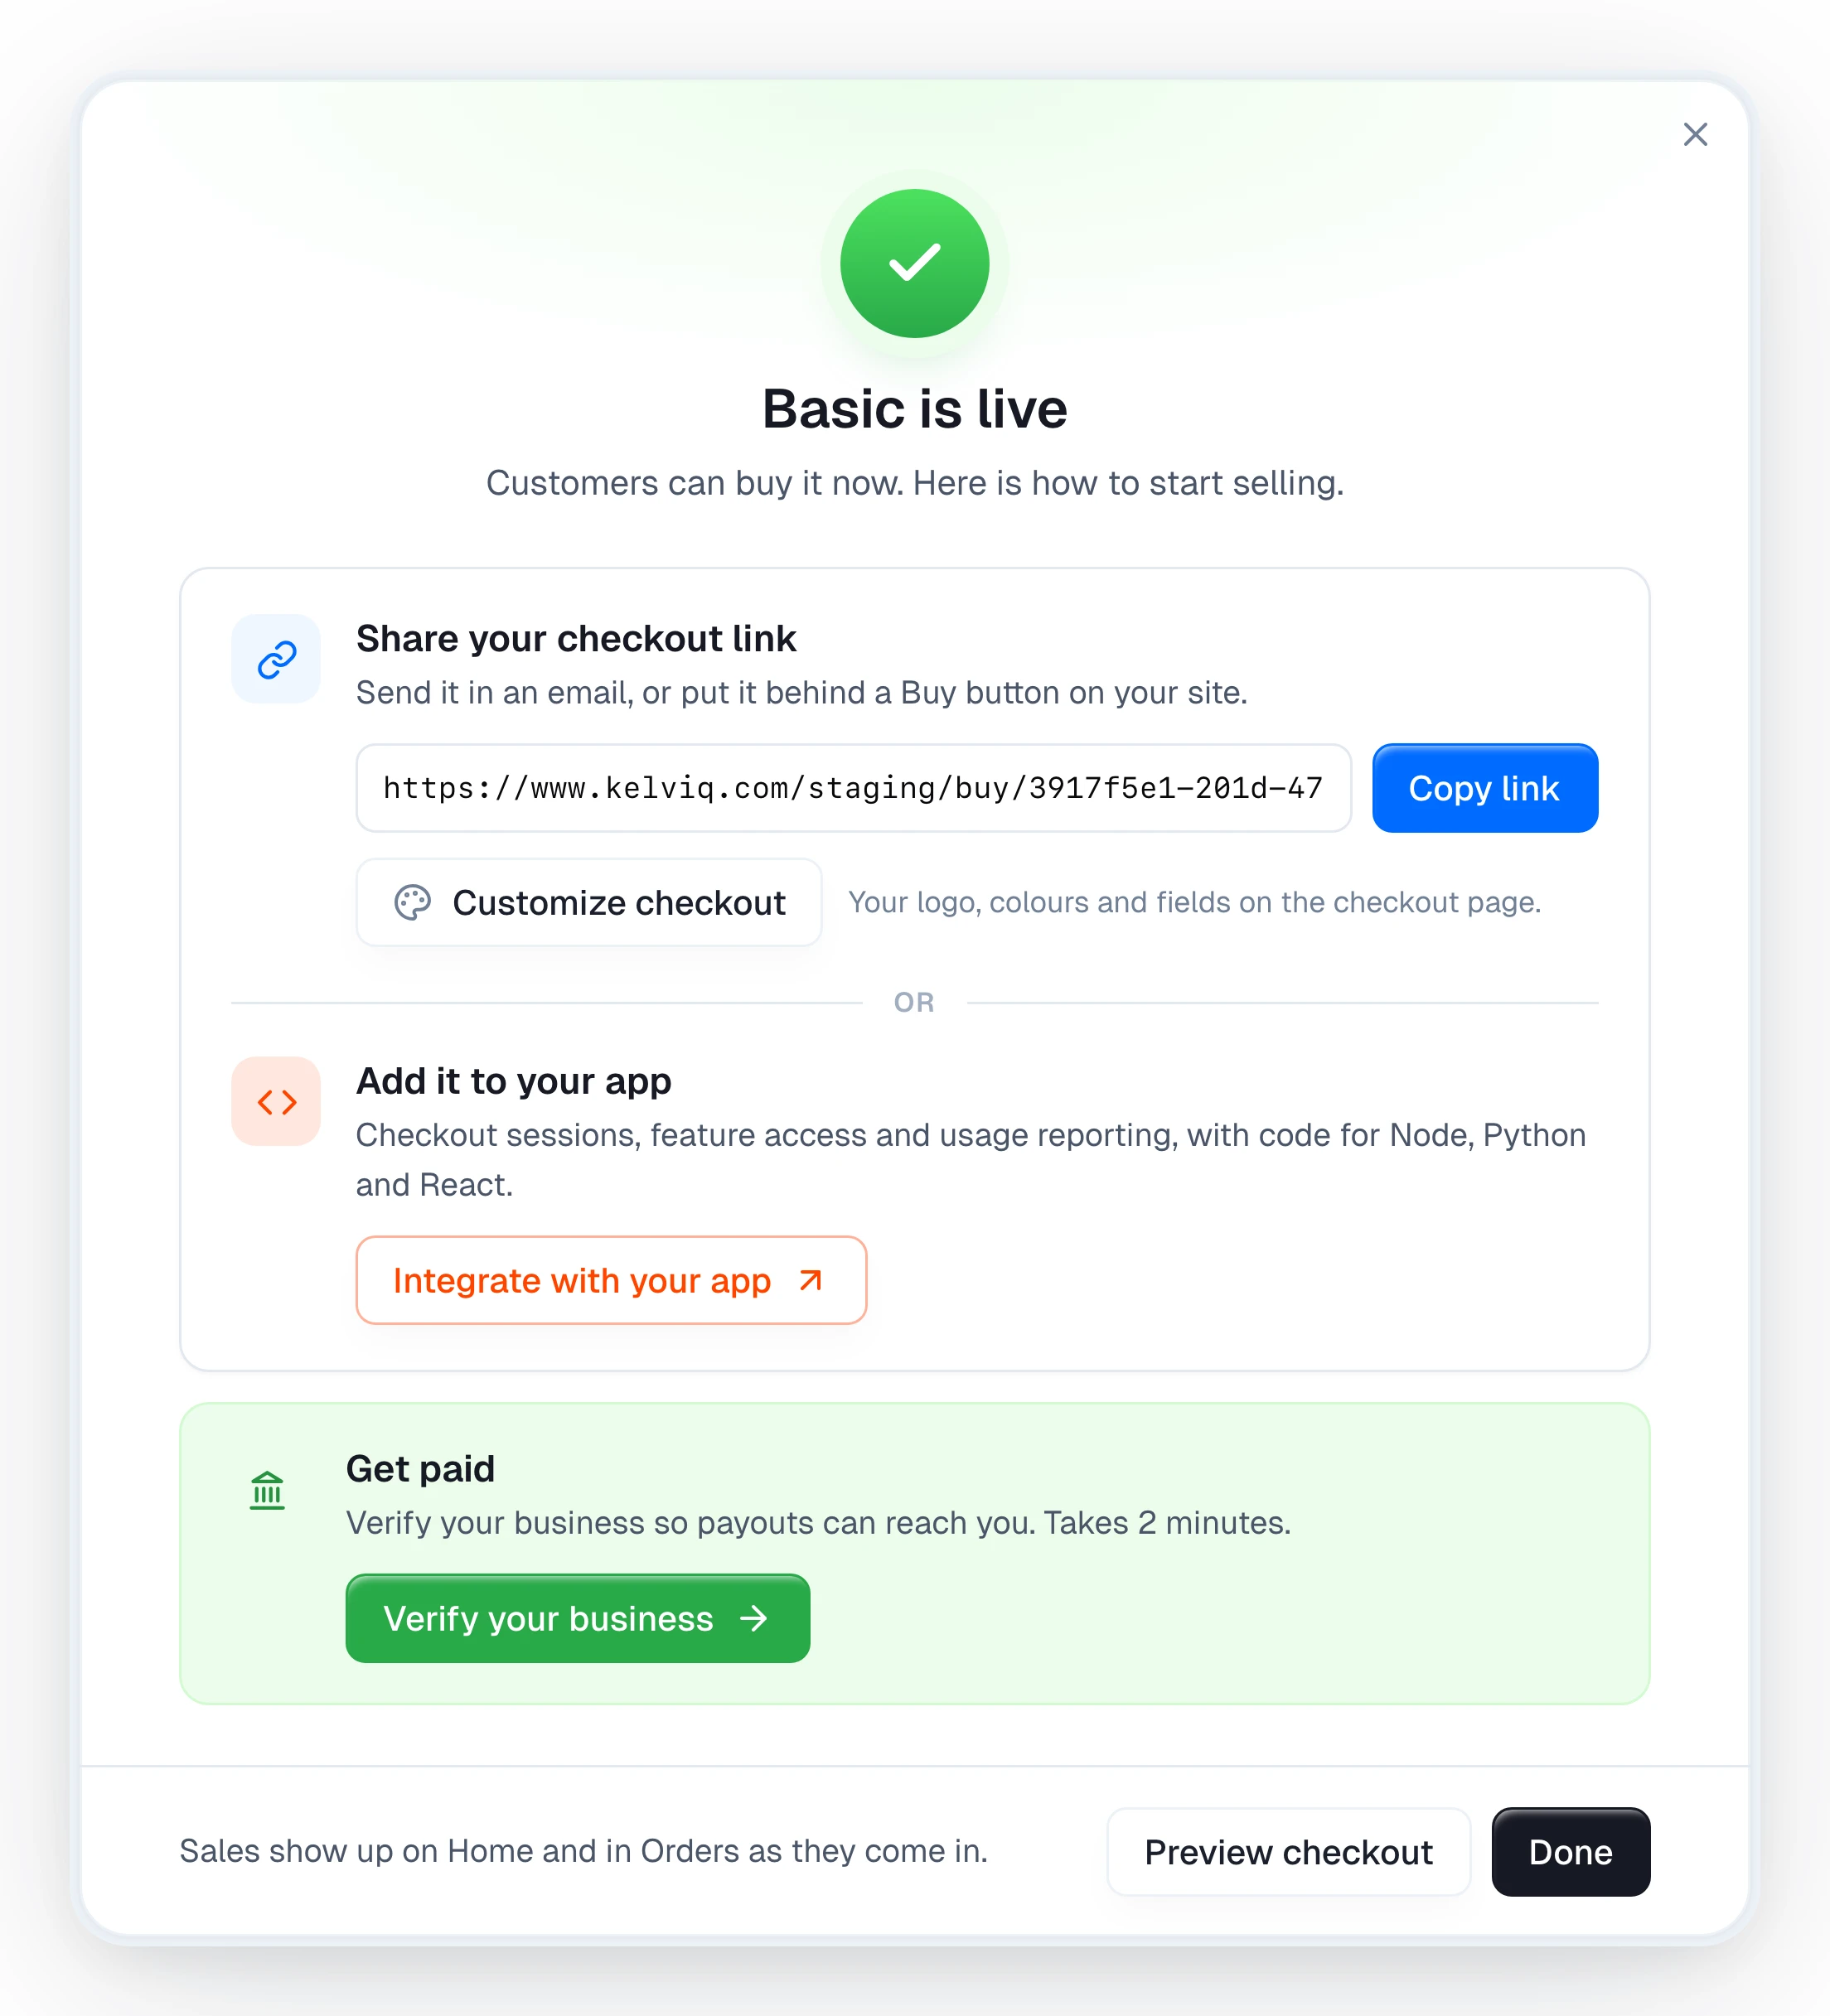 Basic is live
Customers can buy it now. Here is how to start selling.
Share your checkout link
Send it in an email, or put it behind a Buy button on your site.
https://www.kelviq.com/staging/buy/3917f5e1-201d-47
Copy link
Customize checkout
Your logo, colours and fields on the checkout page.
OR
Add it to your app
Checkout sessions, feature access and usage reporting, with code for Node, Python
and React.
Integrate with your app
Get paid
Verify your business so payouts can reach you. Takes 2 minutes.
Verify your business
Sales show up on Home and in Orders as they come in.
Preview checkout
Done